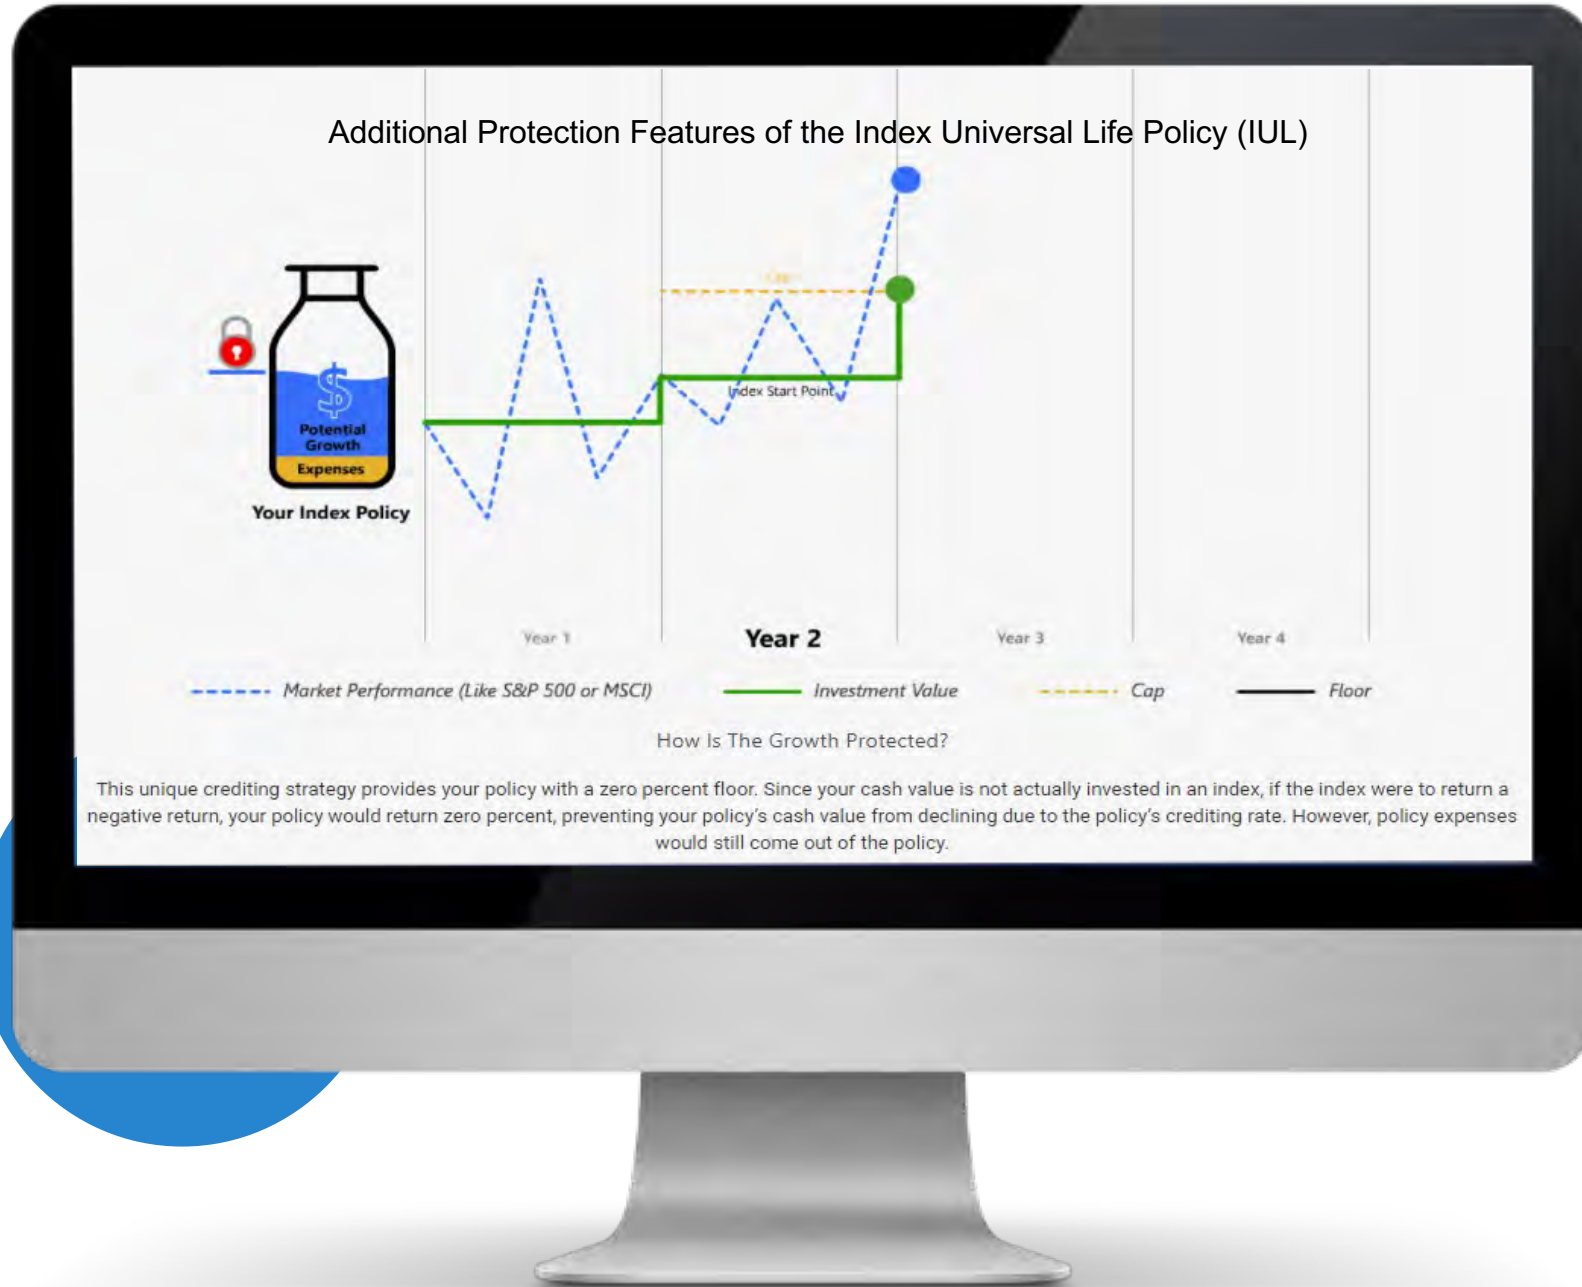 Additional Protection Features of the Index Universal Life Policy (IUL)
Index Start Point
$
Potential
Growth
Expenses
Your Index Policy
Year 1
Year 2
Year 3
Year 4
Market Performance (Like S&P 500 or MSCI)
Investment Value
Cap
Floor
How Is The Growth Protected?
This unique crediting strategy provides your policy with a zero percent floor. Since your cash value is not actually invested in an index, if the index were to return a
negative return, your policy would return zero percent, preventing your policy's cash value from declining due to the policy's crediting rate. However, policy expenses
would still come out of the policy.